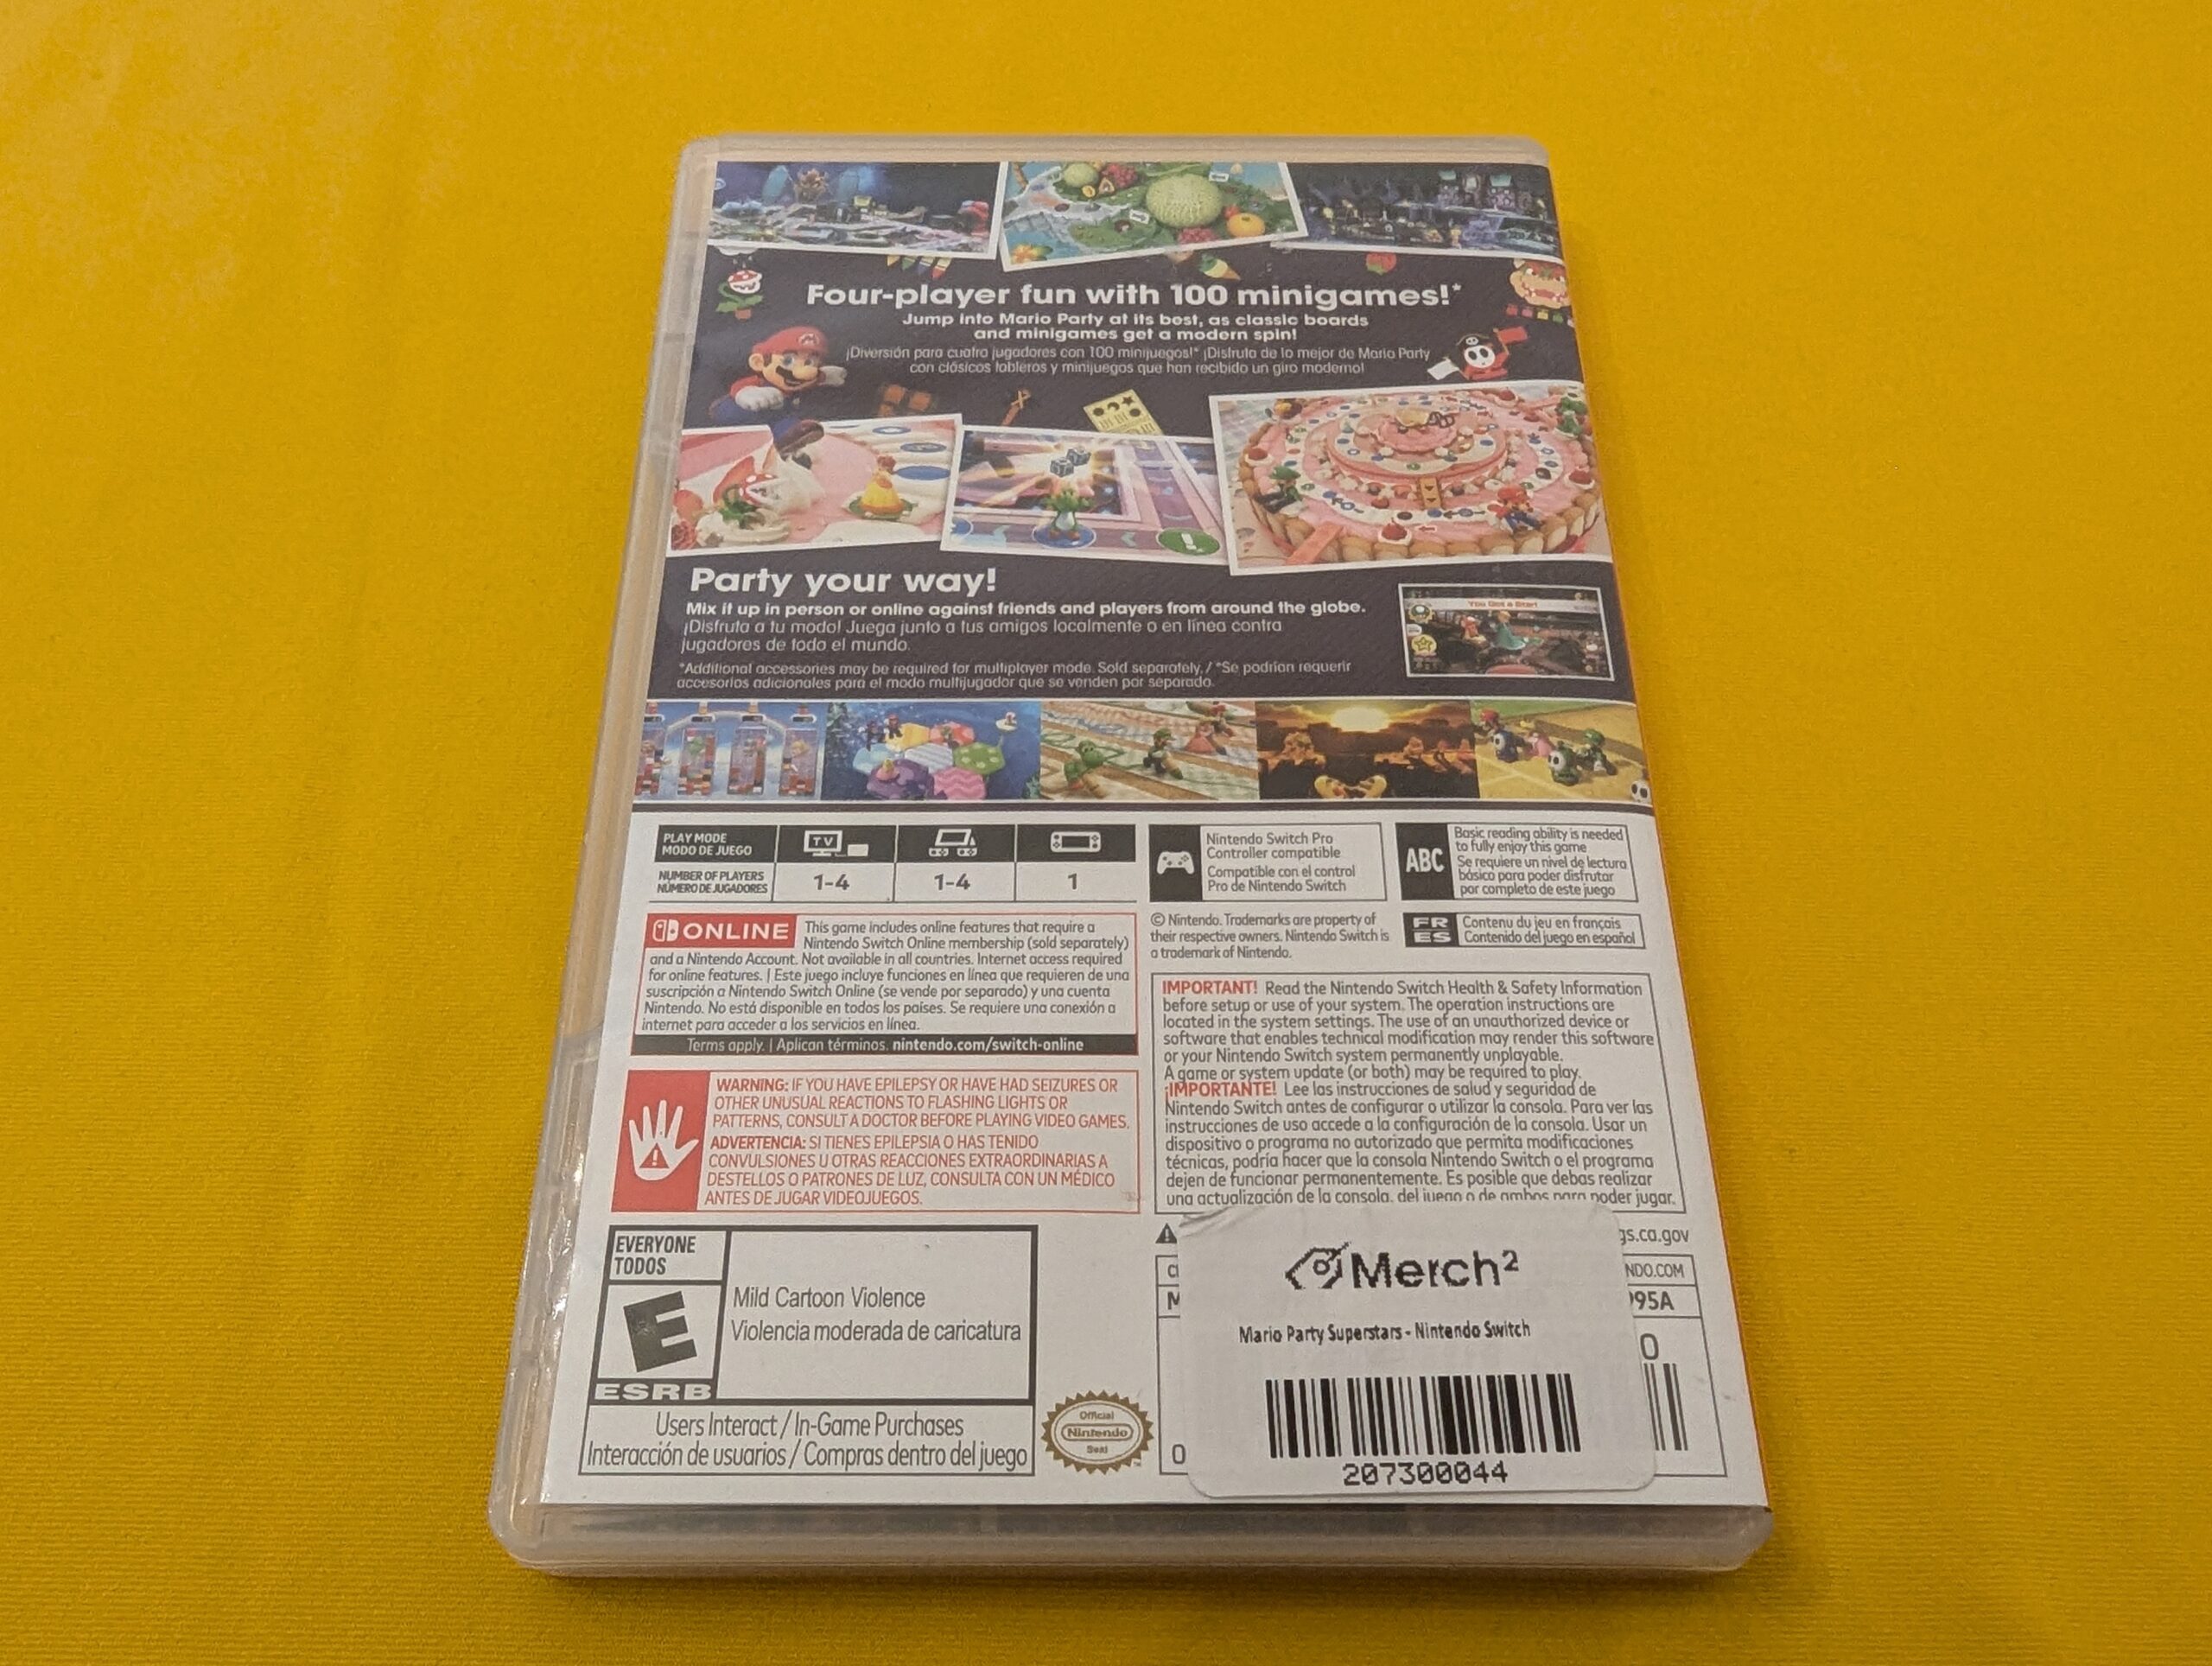 Four-player fun with 100 minigames!*
Jump into Mario Party at its best, as classic boards
and minigames get a modern spin!
¡Diversión para cuatro jugadores con 100 minijuegos!* ¡Disfruta de lo mejor de Mario Party
con clásicos tableros y minijuegos que han recibido un giro moderno!
Party your way!
Mix it up in person or online against friends and players from around the globe.
¡Disfruta a tu modo! Juega junto a tus amigos localmente o en línea contra
jugadores de todo el mundo.
*Additional accessories may be required for multiplayer mode. Sold separately. / *Se podrían requerir
accesorios adicionales para el modo multijugador que se venden por separado.
You Got a Star!
PLAY MODE
MODO DE JUEGO
TV
NUMBER OF PLAYERS
NÚMERO DE JUGADORES
1-4
1-4
1
Nintendo Switch Pro
Controller compatible
Compatible con el control
Pro de Nintendo Switch
ABC
Basic reading ability is needed
to fully enjoy this game
Se requiere un nivel de lectura
básico para poder disfrutar
por completo de este juego
ONLINE
This game includes online features that require a
Nintendo Switch Online membership (sold separately)
and a Nintendo Account. Not available in all countries. Internet access required
for online features. | Este juego incluye funciones en línea que requieren de una
suscripción a Nintendo Switch Online (se vende por separado) y una cuenta
Nintendo. No está disponible en todos los países. Se requiere una conexión a
internet para acceder a los servicios en línea.
Terms apply. | Aplican términos. nintendo.com/switch-online
© Nintendo. Trademarks are property of
their respective owners. Nintendo Switch is
a trademark of Nintendo.
FR
ES
Contenu du jeu en français
Contenido del juego en español
WARNING: IF YOU HAVE EPILEPSY OR HAVE HAD SEIZURES OR
OTHER UNUSUAL REACTIONS TO FLASHING LIGHTS OR
PATTERNS, CONSULT A DOCTOR BEFORE PLAYING VIDEO GAMES.
ADVERTENCIA: SI TIENES EPILEPSIA O HAS TENIDO
CONVULSIONES U OTRAS REACCIONES EXTRAORDINARIAS A
DESTELLOS O PATRONES DE LUZ, CONSULTA CON UN MÉDICO
ANTES DE JUGAR VIDEOJUEGOS.
IMPORTANT! Read the Nintendo Switch Health & Safety Information
before setup or use of your system. The operation instructions are
located in the system settings. The use of an unauthorized device or
software that enables technical modification may render this software
or your Nintendo Switch system permanently unplayable.
A game or system update (or both) may be required to play.
¡IMPORTANTE! Lee las instrucciones de salud y seguridad de
Nintendo Switch antes de configurar o utilizar la consola. Para ver las
instrucciones de uso accede a la configuración de la consola. Usar un
dispositivo o programa no autorizado que permita modificaciones
técnicas, podría hacer que la consola Nintendo Switch o el programa
dejen de funcionar permanentemente. Es posible que debas realizar
una actualización de la consola, del juego o de ambos para poder jugar.
gs.ca.gov
NDO.COM
95A
0
0
EVERYONE
TODOS
E
ESRB
Mild Cartoon Violence
Violencia moderada de caricatura
Users Interact / In-Game Purchases
Interacción de usuarios / Compras dentro del juego
Official
Nintendo
Seal
Merch²
Mario Party Superstars - Nintendo Switch
207300044